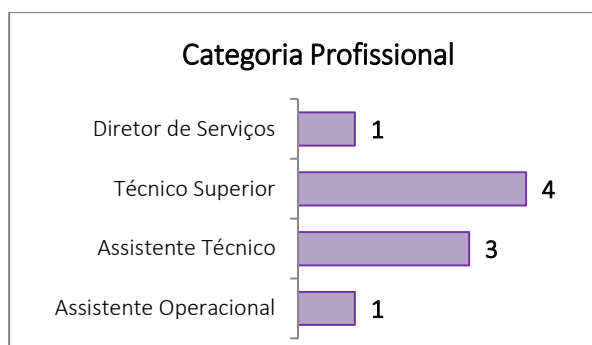 Categoria Profissional
Diretor de Serviços 1
Técnico Superior 4
Assistente Técnico 3
Assistente Operacional 1